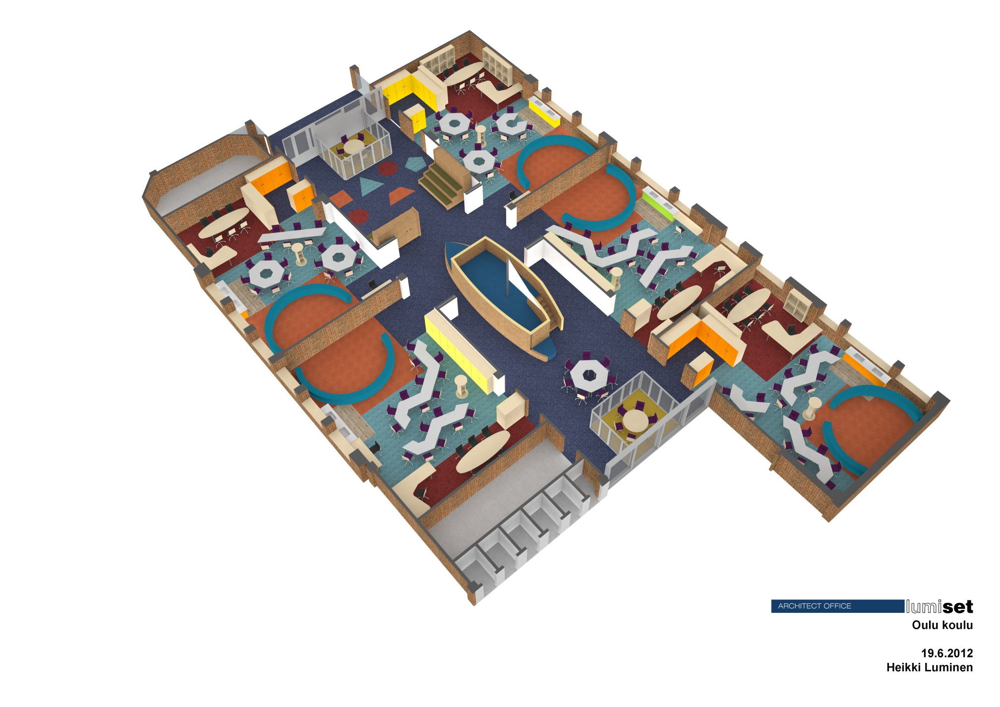 ARCHITECT OFFICE lumiset
Oulu koulu
19.6.2012
Heikki Luminen